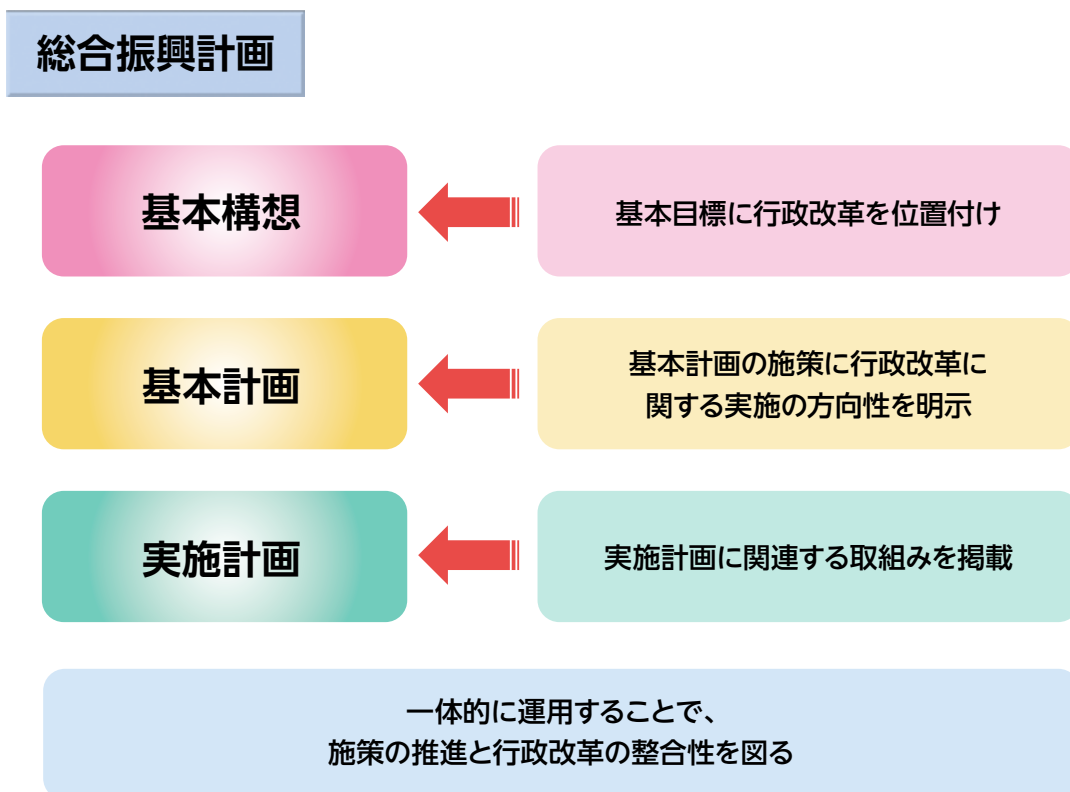 総合振興計画
基本構想
基本目標に行政改革を位置付け
基本計画
基本計画の施策に行政改革に
関する実施の方向性を明示
実施計画
実施計画に関連する取組みを掲載
一体的に運用することで、
施策の推進と行政改革の整合性を図る